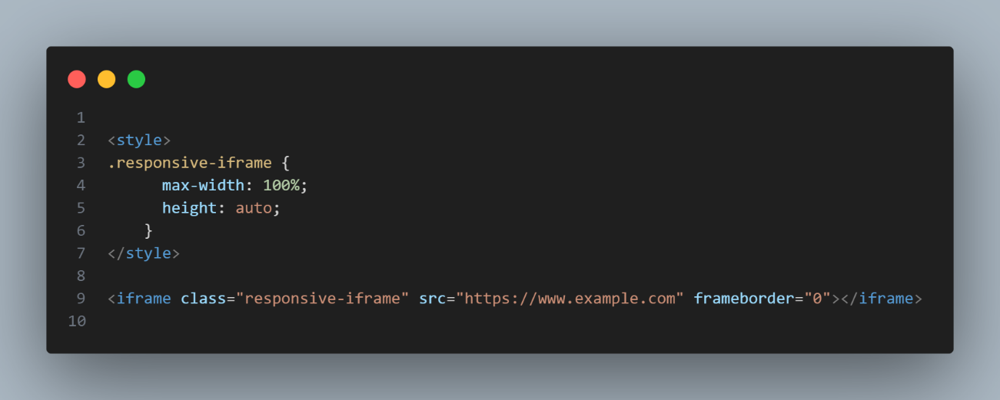 1
2 <style>
3 .responsive-iframe {
4       max-width: 100%;
5       height: auto;
6     }
7 </style>
8
9 <iframe class="responsive-iframe" src="https://www.example.com" frameborder="0"></iframe>
10